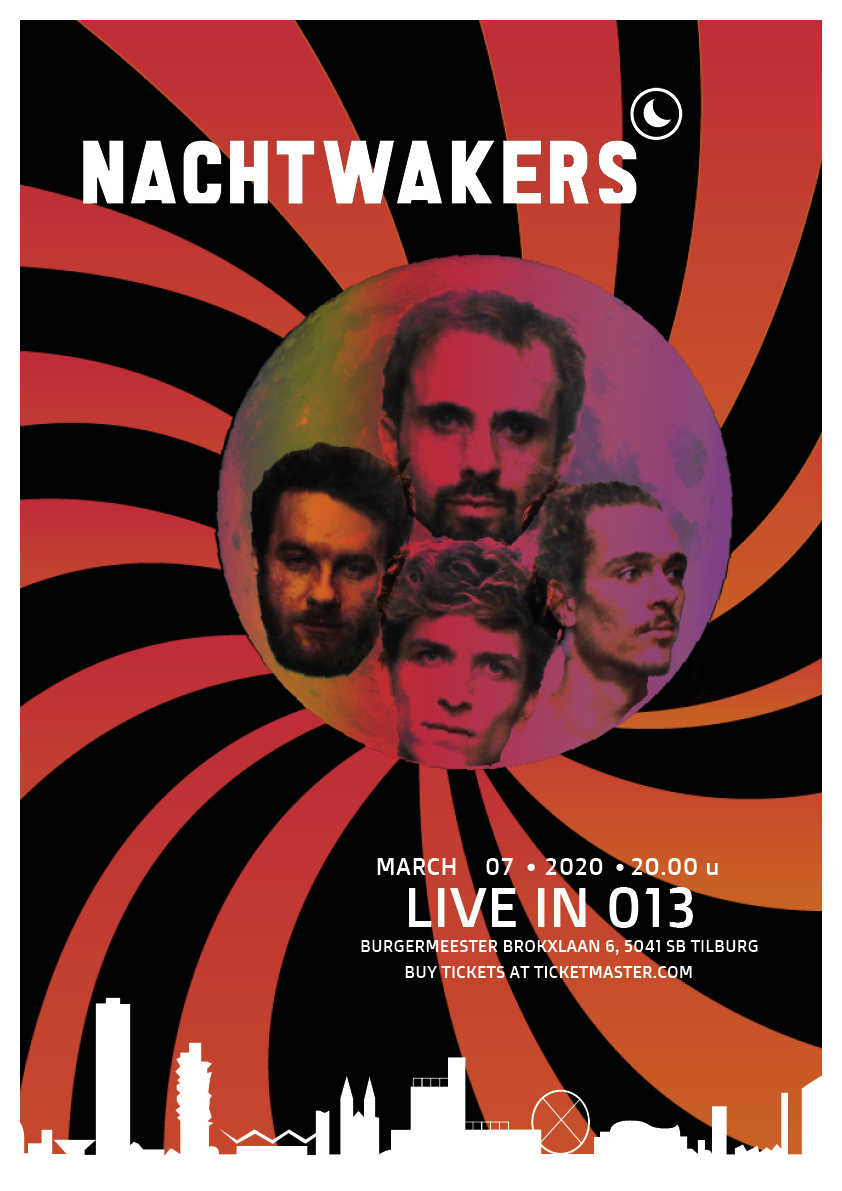 NACHTWAKERS
MARCH 07 • 2020 • 20.00 u
LIVE IN 013
BURGERMEESTER BROKXLAAN 6, 5041 SB TILBURG
BUY TICKETS AT TICKETMASTER.COM